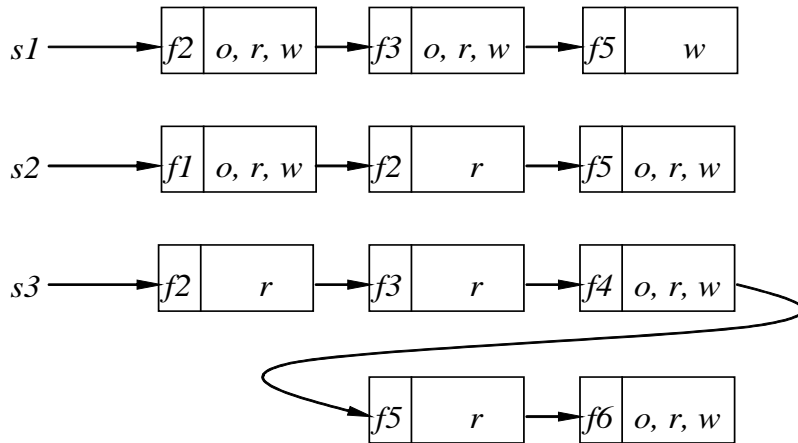 s1 f2 o, r, w f3 o, r, w f5 w
s2 f1 o, r, w f2 r f5 o, r, w
s3 f2 r f3 r f4 o, r, w
f5 r f6 o, r, w